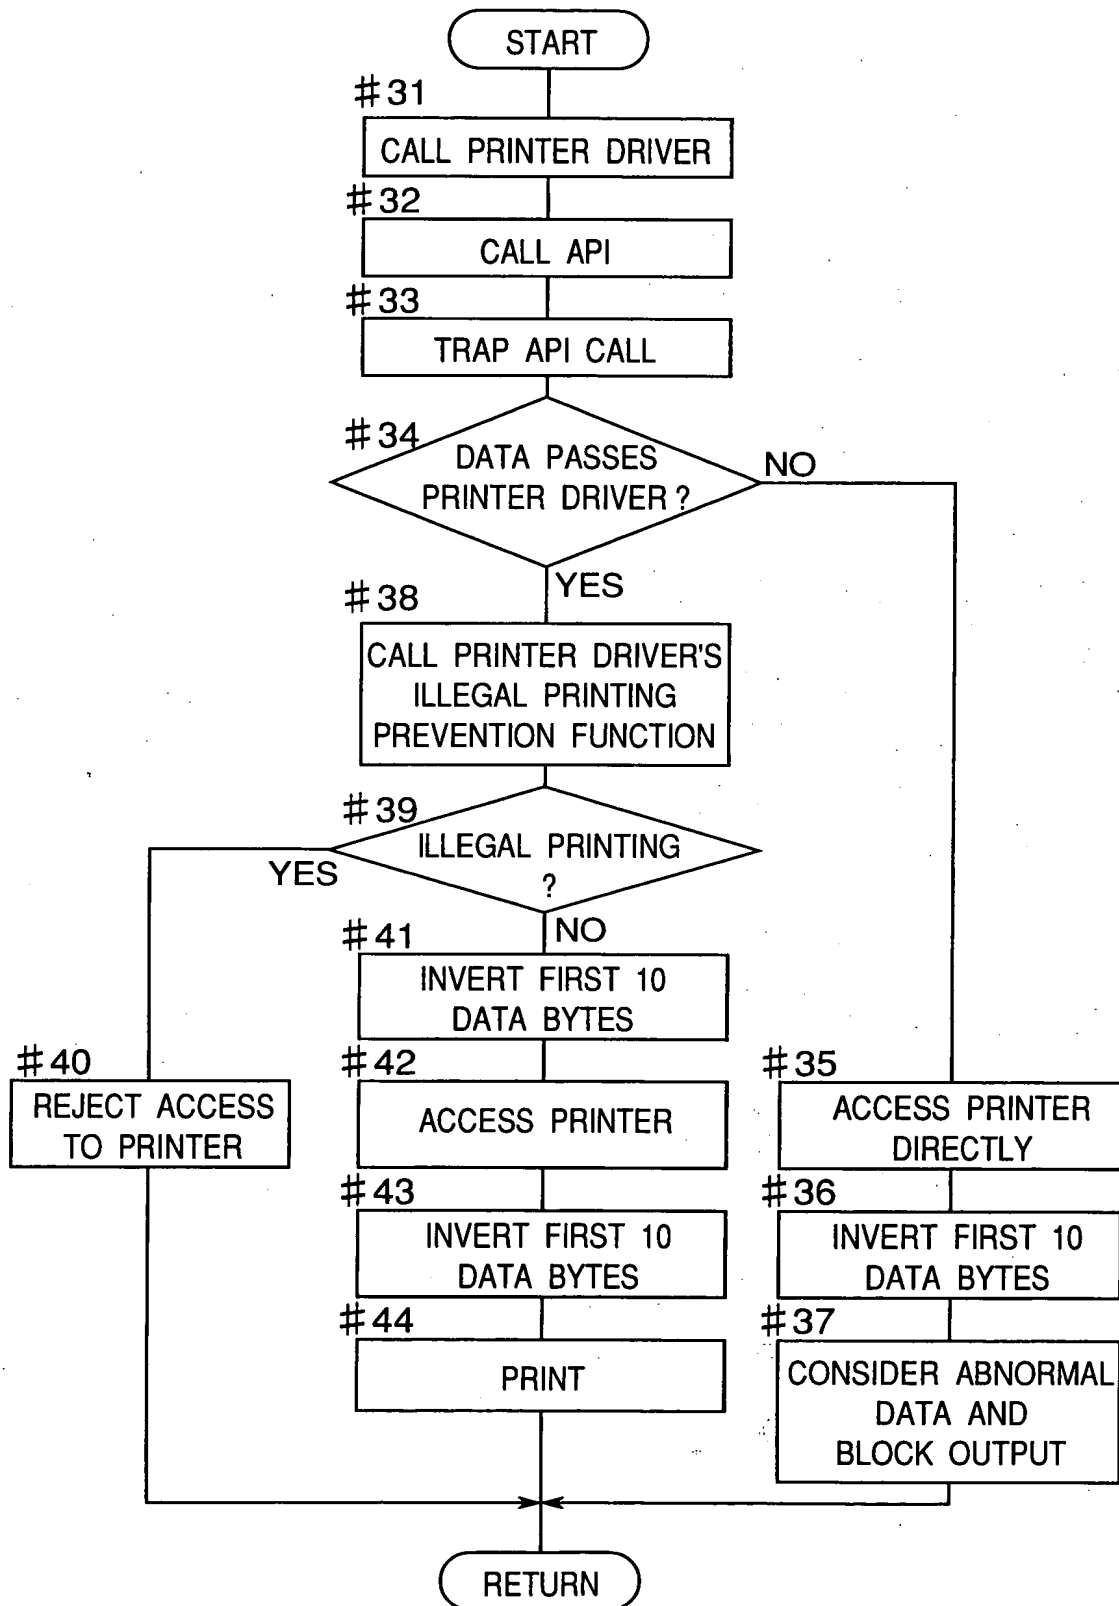 START
#31
CALL PRINTER DRIVER
#32
CALL API
#33
TRAP API CALL
#34
DATA PASSES
PRINTER DRIVER?
NO
YES
#38
CALL PRINTER DRIVER'S
ILLEGAL PRINTING
PREVENTION FUNCTION
#39
ILLEGAL PRINTING
?
YES
NO
#41
INVERT FIRST 10
DATA BYTES
#40
REJECT ACCESS
TO PRINTER
#42
ACCESS PRINTER
#35
ACCESS PRINTER
DIRECTLY
#43
INVERT FIRST 10
DATA BYTES
#36
INVERT FIRST 10
DATA BYTES
#44
PRINT
#37
CONSIDER ABNORMAL
DATA AND
BLOCK OUTPUT
RETURN